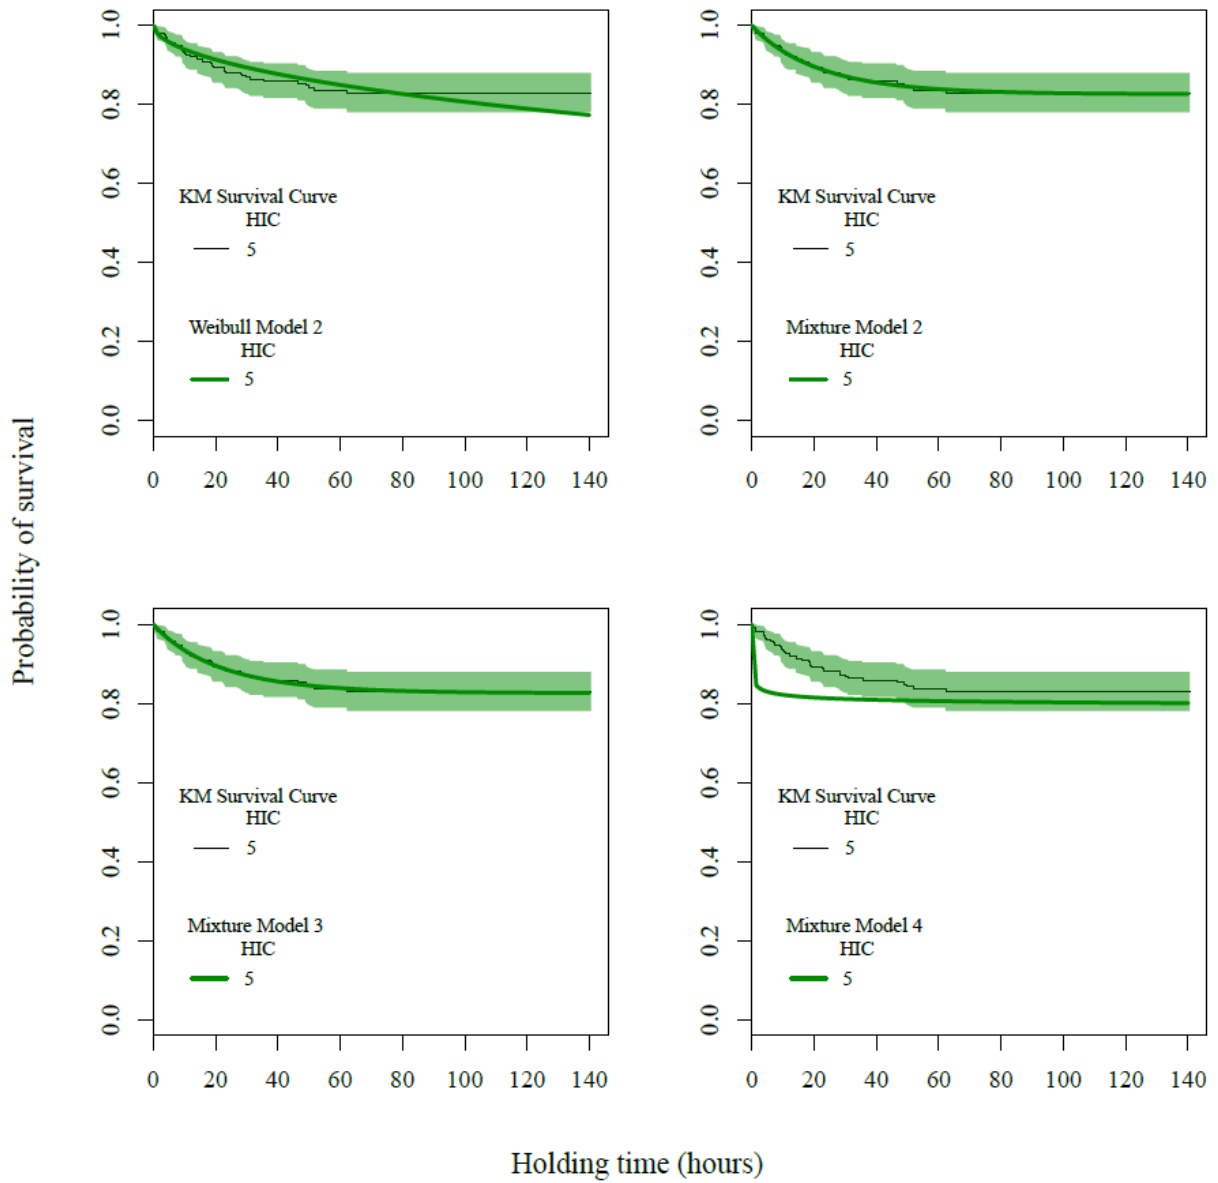 Probability of survival
1.0
0.8
0.6
0.4
0.2
0.0
KM Survival Curve
HIC
5
Weibull Model 2
HIC
5
0 20 40 60 80 100 120 140
1.0
0.8
0.6
0.4
0.2
0.0
KM Survival Curve
HIC
5
Mixture Model 2
HIC
5
0 20 40 60 80 100 120 140
1.0
0.8
0.6
0.4
0.2
0.0
KM Survival Curve
HIC
5
Mixture Model 3
HIC
5
0 20 40 60 80 100 120 140
1.0
0.8
0.6
0.4
0.2
0.0
KM Survival Curve
HIC
5
Mixture Model 4
HIC
5
0 20 40 60 80 100 120 140
Holding time (hours)